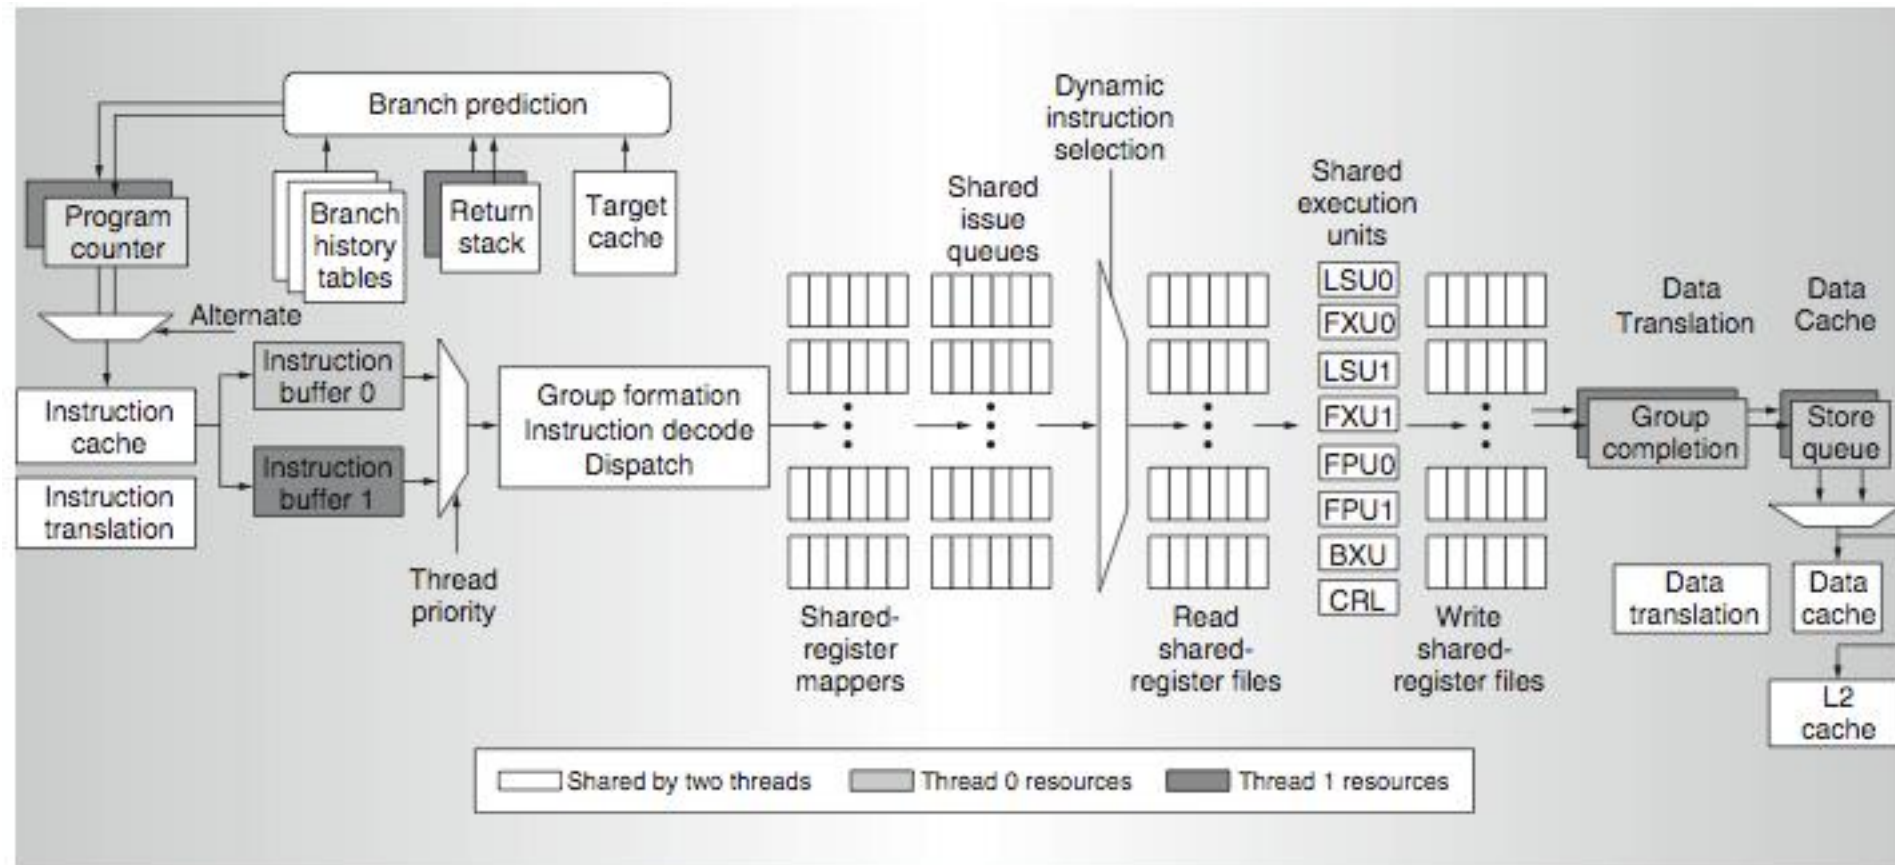 Branch prediction
Program
counter
Branch
history
tables
Return
stack
Target
cache
Alternate
Instruction
cache
Instruction
translation
Instruction
buffer 0
Instruction
buffer 1
Thread
priority
Group formation
Instruction decode
Dispatch
Shared-
register
mappers
Shared
issue
queues
Dynamic
instruction
selection
Read
shared-
register files
Shared
execution
units
LSU0
FXU0
LSU1
FXU1
FPU0
FPU1
BXU
CRL
Write
shared-
register files
Data
Translation
Data
Cache
Group
completion
Store
queue
Data
translation
Data
cache
L2
cache
Shared by two threads
Thread 0 resources
Thread 1 resources